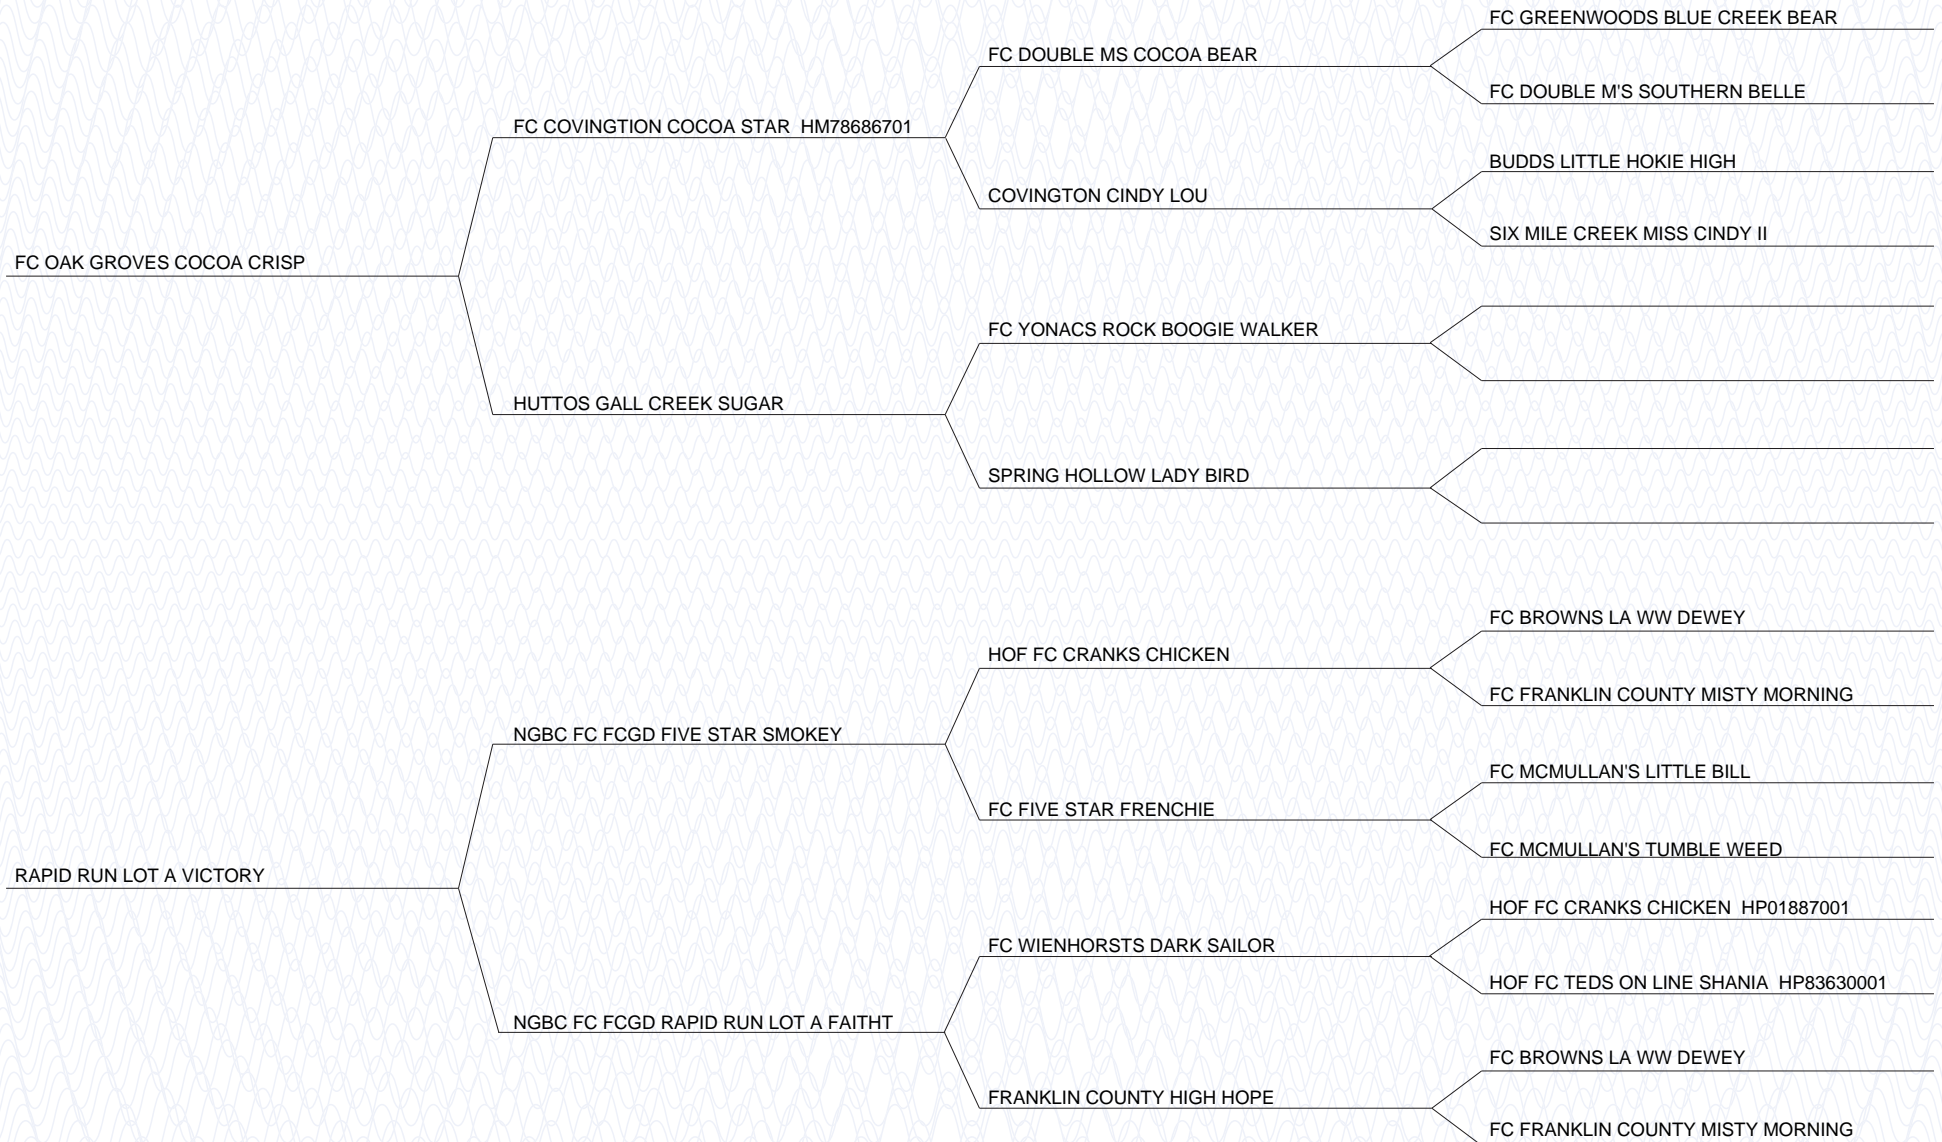 FC GREENWOODS BLUE CREEK BEAR
FC DOUBLE MS COCOA BEAR
FC DOUBLE M'S SOUTHERN BELLE
FC COVINGTION COCOA STAR  HM78686701
BUDDS LITTLE HOKIE HIGH
COVINGTON CINDY LOU
SIX MILE CREEK MISS CINDY II
FC OAK GROVES COCOA CRISP
FC YONACS ROCK BOOGIE WALKER
HUTTOS GALL CREEK SUGAR
SPRING HOLLOW LADY BIRD
FC BROWNS LA WW DEWEY
HOF FC CRANKS CHICKEN
FC FRANKLIN COUNTY MISTY MORNING
NGBC FC FCGD FIVE STAR SMOKEY
FC MCMULLAN'S LITTLE BILL
FC FIVE STAR FRENCHIE
FC MCMULLAN'S TUMBLE WEED
RAPID RUN LOT A VICTORY
HOF FC CRANKS CHICKEN  HP01887001
FC WIENHORSTS DARK SAILOR
HOF FC TEDS ON LINE SHANIA  HP83630001
NGBC FC FCGD RAPID RUN LOT A FAITHT
FC BROWNS LA WW DEWEY
FRANKLIN COUNTY HIGH HOPE
FC FRANKLIN COUNTY MISTY MORNING